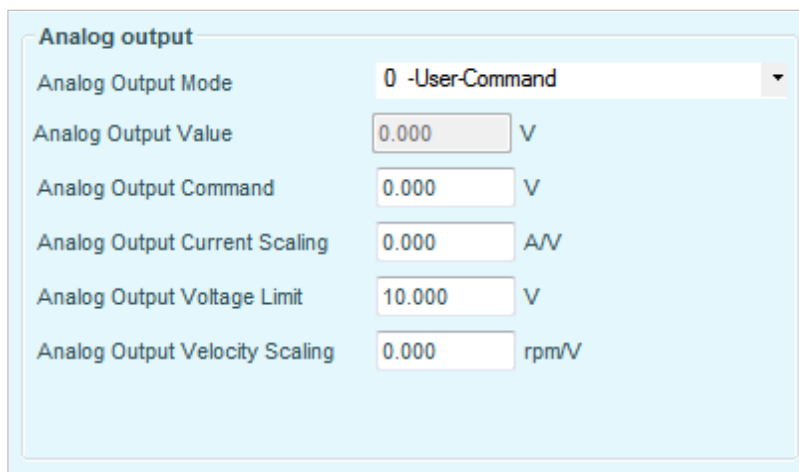 Analog output
Analog Output Mode 0 -User-Command
Analog Output Value 0.000 V
Analog Output Command 0.000 V
Analog Output Current Scaling 0.000 A/V
Analog Output Voltage Limit 10.000 V
Analog Output Velocity Scaling 0.000 rpm/V